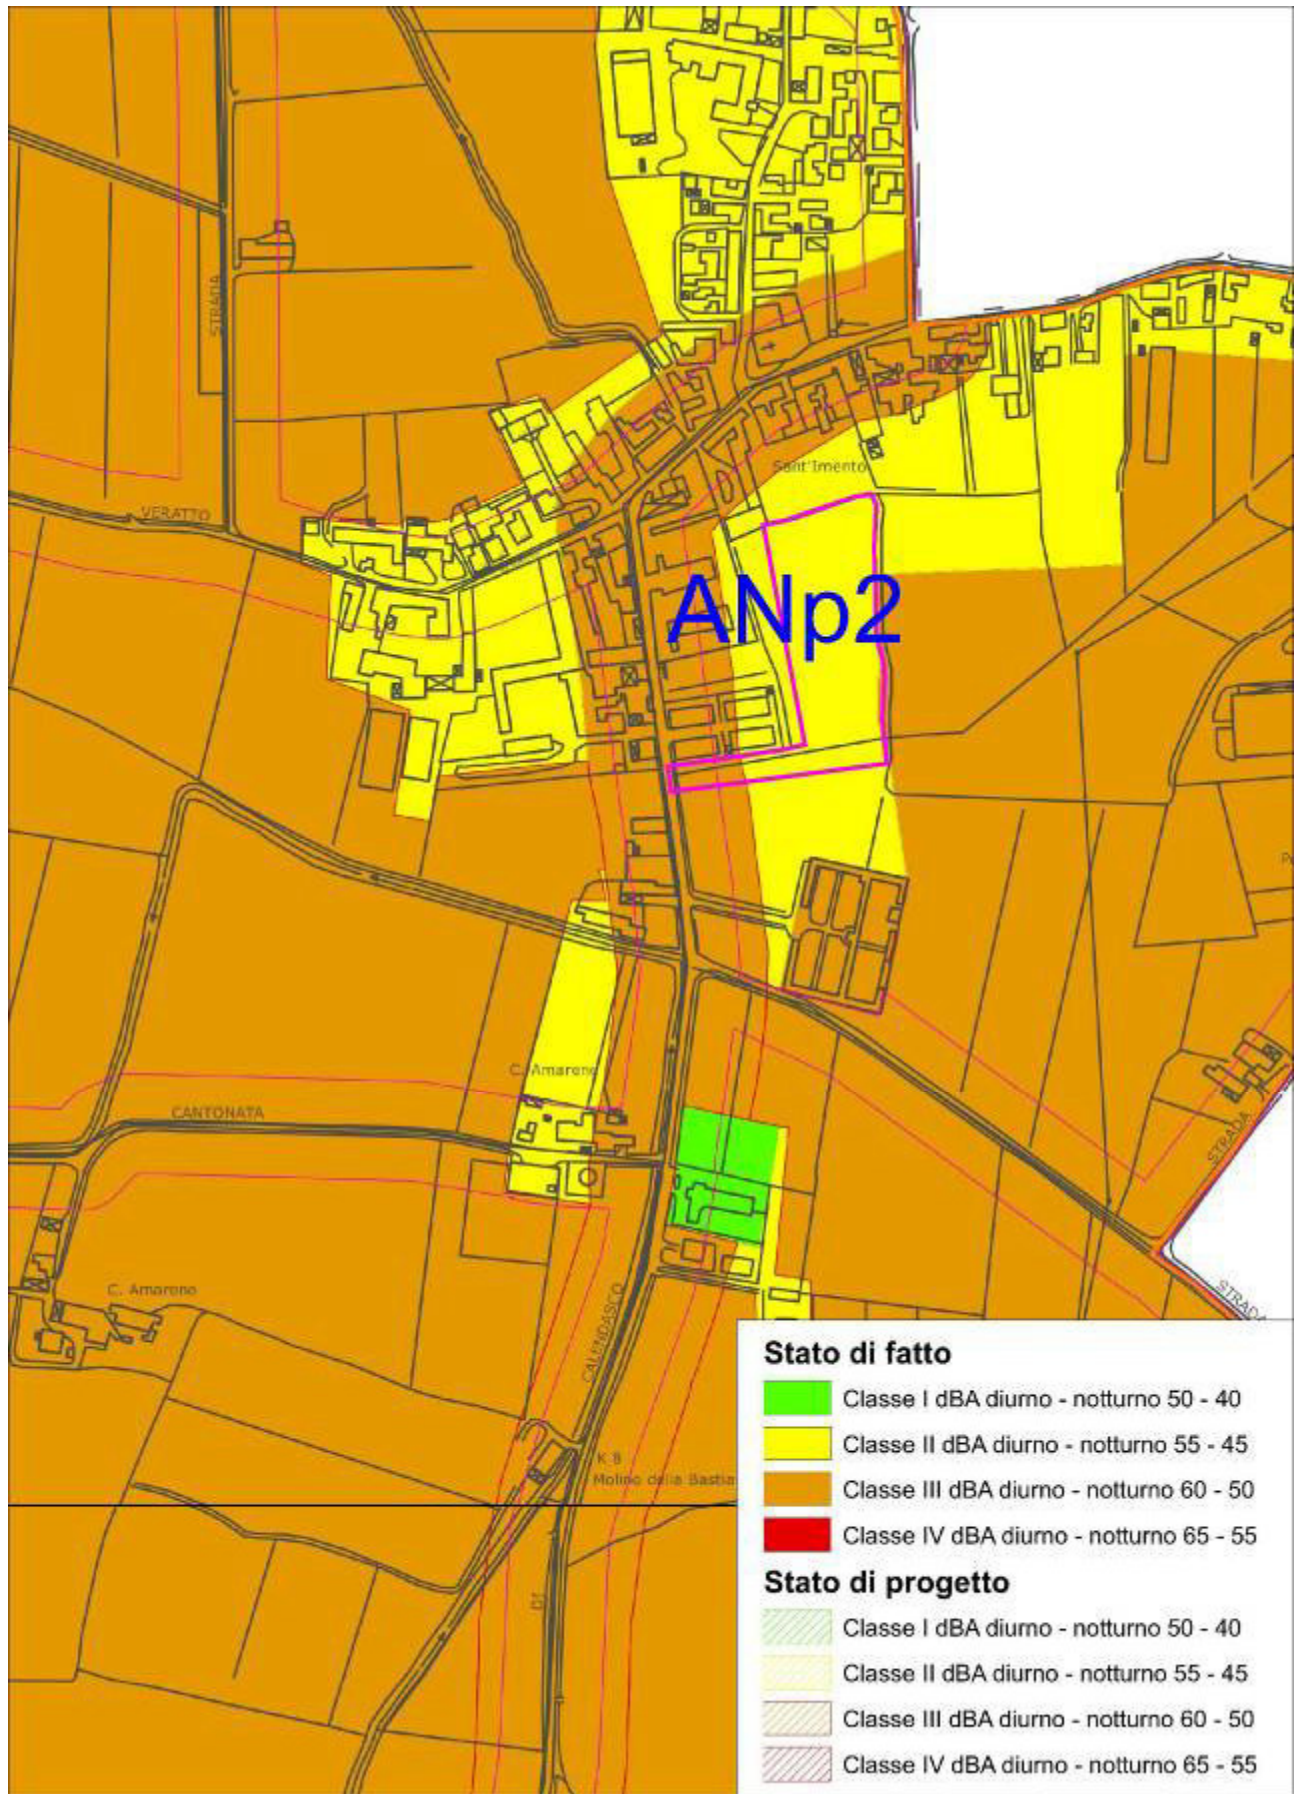 STRADA
Sant'Imento
VERATTO
ANp2
C. Amarene
CANTONATA
STRADA
C. Amarene
STRADA
CALENDASCO
K 8
Molino della Bastia
Stato di fatto
Classe I dBA diurno - notturno 50 - 40
Classe II dBA diurno - notturno 55 - 45
Classe III dBA diurno - notturno 60 - 50
Classe IV dBA diurno - notturno 65 - 55
Stato di progetto
Classe I dBA diurno - notturno 50 - 40
Classe II dBA diurno - notturno 55 - 45
Classe III dBA diurno - notturno 60 - 50
Classe IV dBA diurno - notturno 65 - 55